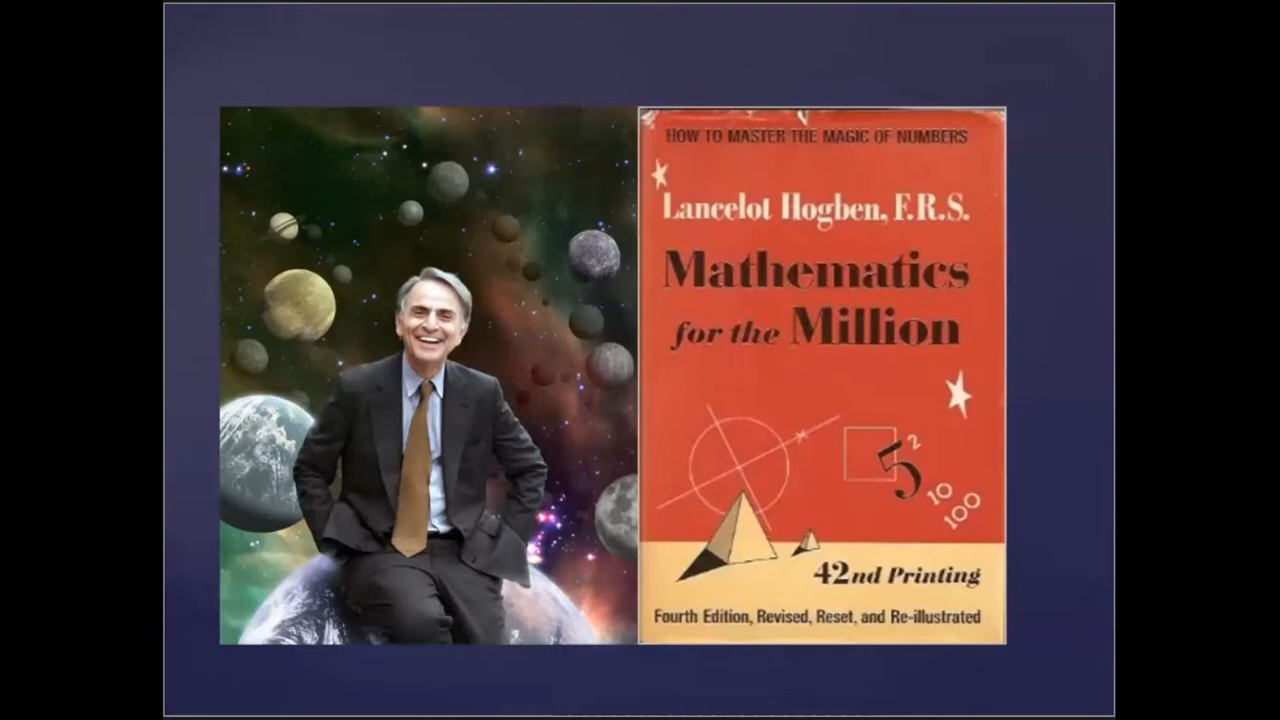 HOW TO MASTER THE MAGIC OF NUMBERS
Lancelot Hogben, F.R.S.
Mathematics
for the Million
5²
10
100
42nd Printing
Fourth Edition, Revised, Reset, and Re-illustrated